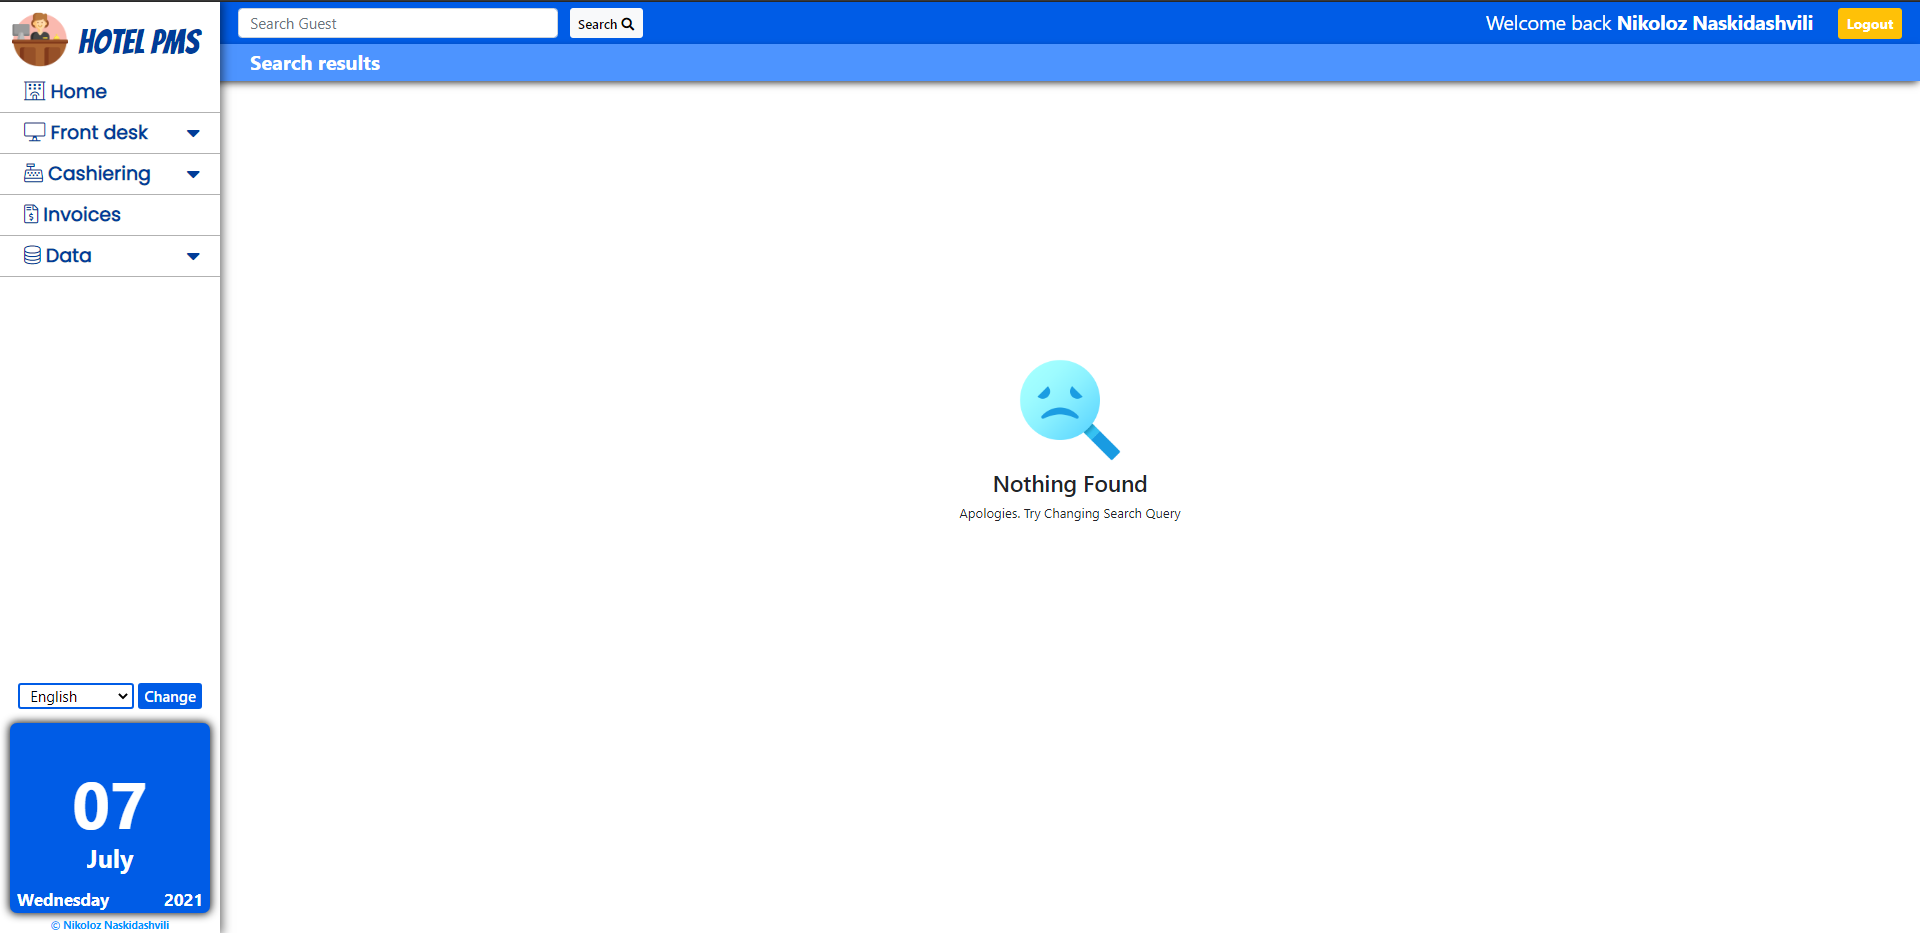 HOTEL PMS
Search Guest
Search
Welcome back Nikoloz Naskidashvili
Logout
Search results
Home
Front desk
Cashiering
Invoices
Data
Nothing Found
Apologies. Try Changing Search Query
English
Change
07
July
Wednesday 2021
© Nikoloz Naskidashvili